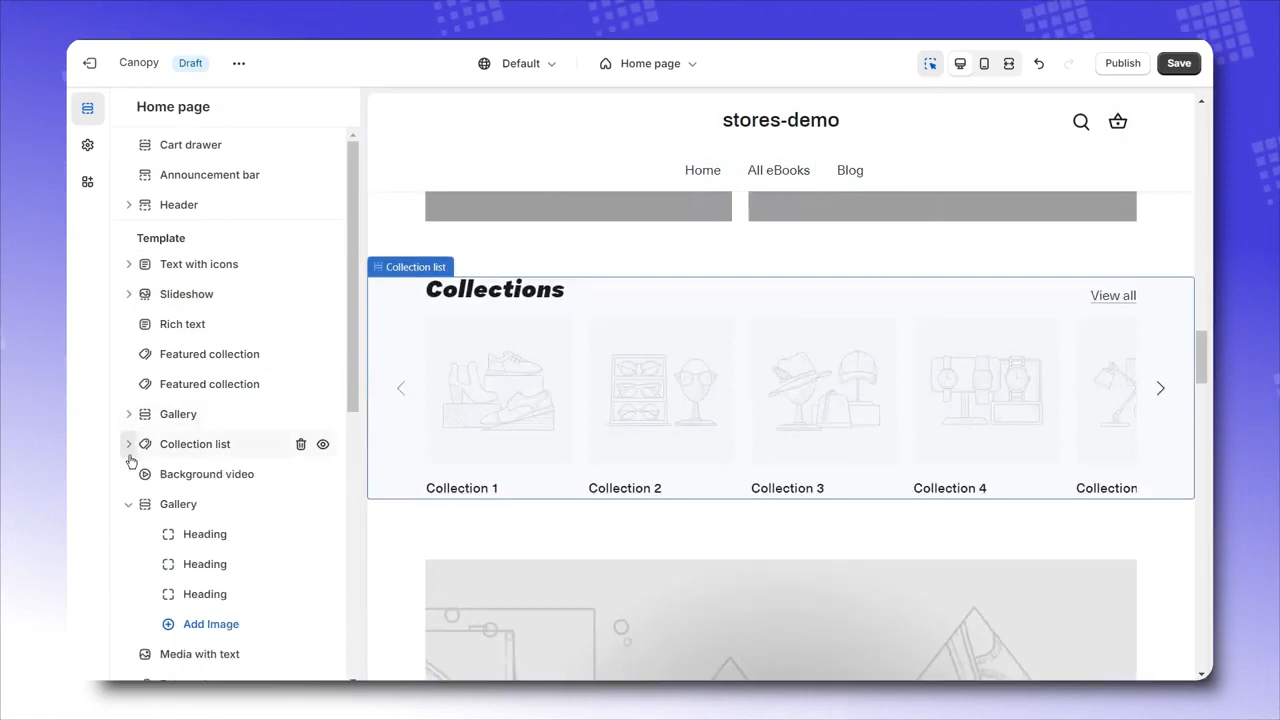 Canopy
Draft
Default
Home page
Publish
Save
Home page
Cart drawer
Announcement bar
Header
Template
Text with icons
Slideshow
Rich text
Featured collection
Featured collection
Gallery
Collection list
Background video
Gallery
Heading
Heading
Heading
Add Image
Media with text
stores-demo
Home
All eBooks
Blog
Collection list
Collections
View all
Collection 1
Collection 2
Collection 3
Collection 4
Collection